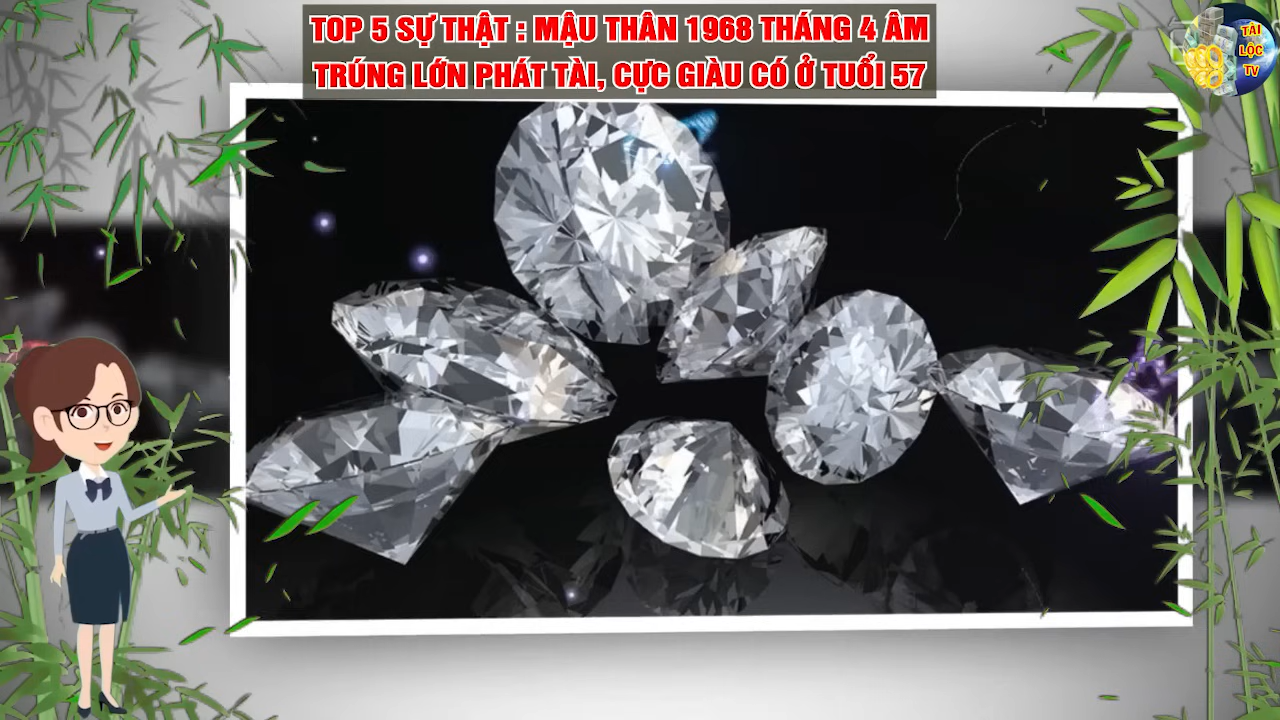 TOP 5 SỰ THẬT : MẬU THÂN 1968 THÁNG 4 ÂM
TRÚNG LỚN PHÁT TÀI, CỰC GIÀU CÓ Ở TUỔI 57
TÀI
LỘC
TV